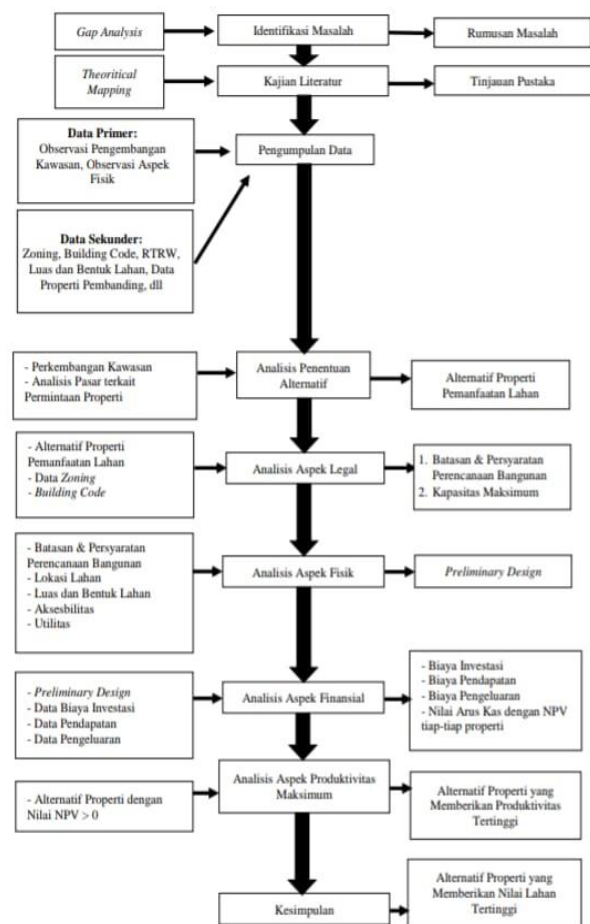 Gap Analysis
Identifikasi Masalah
Rumusan Masalah
Theoritical
Mapping
Kajian Literatur
Tinjauan Pustaka
Data Primer:
Observasi Pengembangan
Kawasan, Observasi Aspek
Fisik
Pengumpulan Data
Data Sekunder:
Zoning, Building Code, RTRW,
Luas dan Bentuk Lahan, Data
Properti Pembanding, dll
- Perkembangan Kawasan
- Analisis Pasar terkait
Permintaan Properti
Analisis Penentuan
Alternatif
Alternatif Properti
Pemanfaatan Lahan
- Alternatif Properti
Pemanfaatan Lahan
- Data Zoning
- Building Code
Analisis Aspek Legal
1. Batasan & Persyaratan
Perencanaan Bangunan
2. Kapasitas Maksimum
- Batasan & Persyaratan
Perencanaan Bangunan
- Lokasi Lahan
- Luas dan Bentuk Lahan
- Aksesbilitas
- Utilitas
Analisis Aspek Fisik
Preliminary Design
- Preliminary Design
- Data Biaya Investasi
- Data Pendapatan
- Data Pengeluaran
Analisis Aspek Finansial
- Biaya Investasi
- Biaya Pendapatan
- Biaya Pengeluaran
- Nilai Arus Kas dengan NPV
tiap-tiap properti
- Alternatif Properti dengan
Nilai NPV > 0
Analisis Aspek Produktivitas
Maksimum
Alternatif Properti yang
Memberikan Produktivitas
Tertinggi
Kesimpulan
Alternatif Properti yang
Memberikan Nilai Lahan
Tertinggi